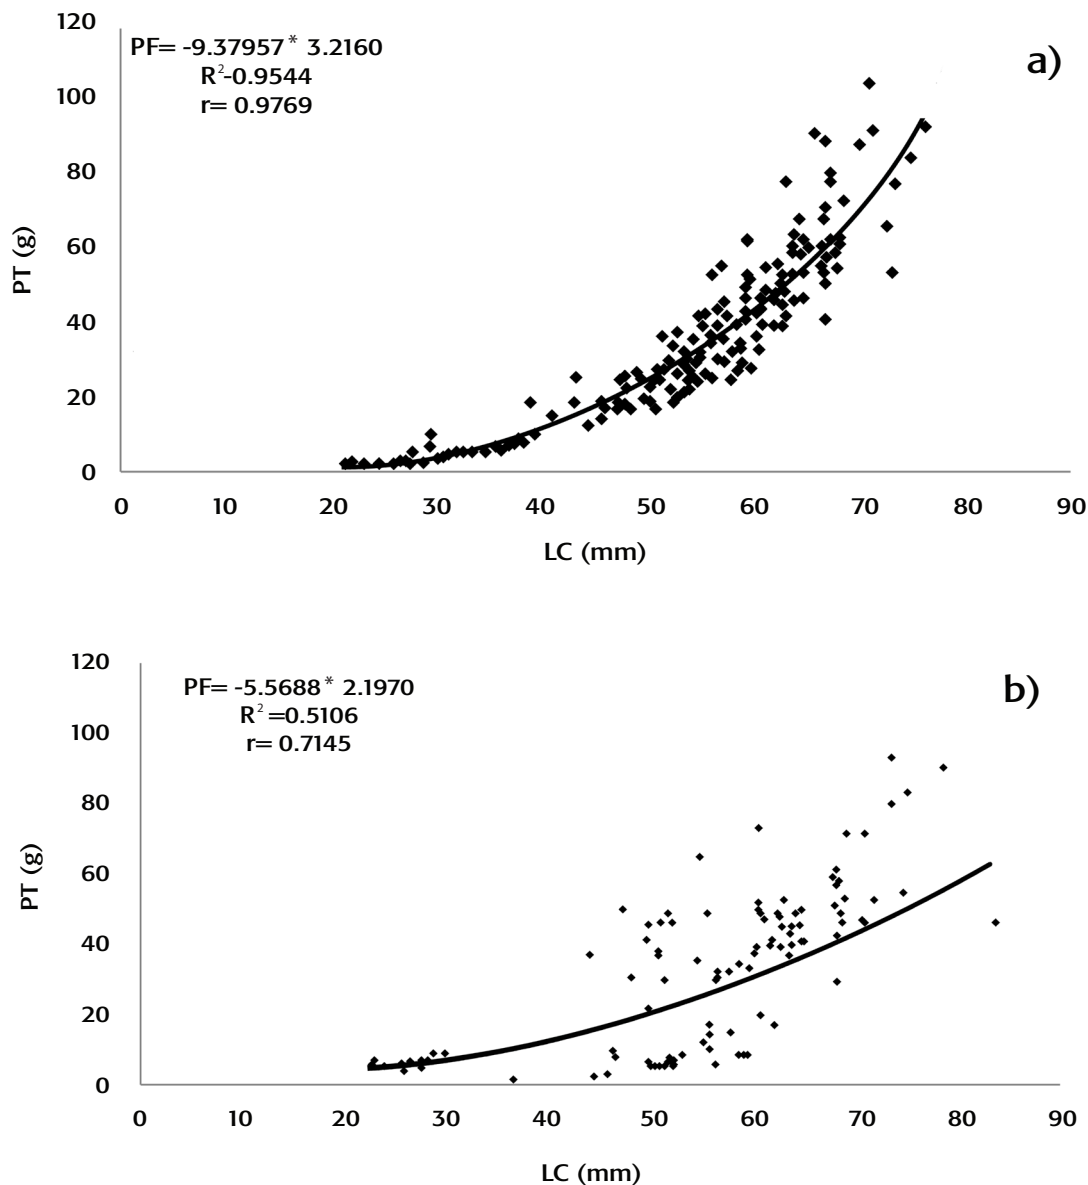 120
PF= -9.37957* 3.2160
R²-0.9544
r= 0.9769
a)
100
80
60
40
20
0
PT (g)
0 10 20 30 40 50 60 70 80 90
LC (mm)
120
PF= -5.5688* 2.1970
R² =0.5106
r= 0.7145
b)
100
80
60
40
20
0
PT (g)
0 10 20 30 40 50 60 70 80 90
LC (mm)